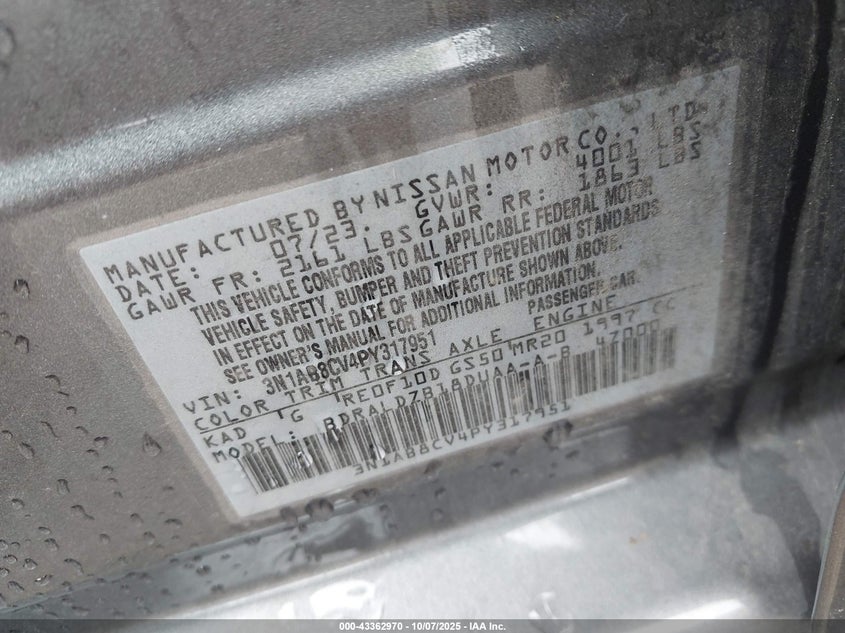 MANUFACTURED BY NISSAN MOTOR CO., LTD.
DATE: 07/23. GVWR: 4001 LBS
GAWR FR: 2161 LBS GAWR RR: 1863 LBS
THIS VEHICLE CONFORMS TO ALL APPLICABLE FEDERAL MOTOR
VEHICLE SAFETY, BUMPER AND THEFT PREVENTION STANDARDS
IN EFFECT ON THE DATE OF MANUFACTURE SHOWN ABOVE.
SEE OWNER'S MANUAL FOR ADDITIONAL INFORMATION.
VIN: 3N1AB8CV4PY317951 PASSENGER CAR
COLOR TRIM TRANS AXLE ENGINE
KAD G RE0F10D GS50 MR20 1997 CC
MODEL: BDRALDZB18DUAA-A-B 47000
3N1AB8CV4PY317951
000-43362970 - 10/07/2025 - IAA Inc.